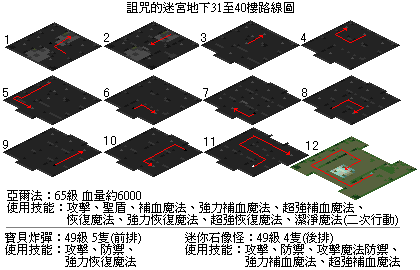 詛咒的迷宮地下31至40樓路線圖
1 2 3 4
5 6 7 8
9 10 11 12
亞爾法：65級 血量約6000
使用技能：攻擊、聖盾、補血魔法、強力補血魔法、超強補血魔法、
恢復魔法、強力恢復魔法、超強恢復魔法、潔淨魔法(二次行動)
寶貝炸彈：49級 5隻(前排)
使用技能：攻擊、防禦、
強力恢復魔法
迷你石像怪：49級 4隻(後排)
使用技能：攻擊、防禦、攻擊魔法防禦、
強力補血魔法、超強補血魔法